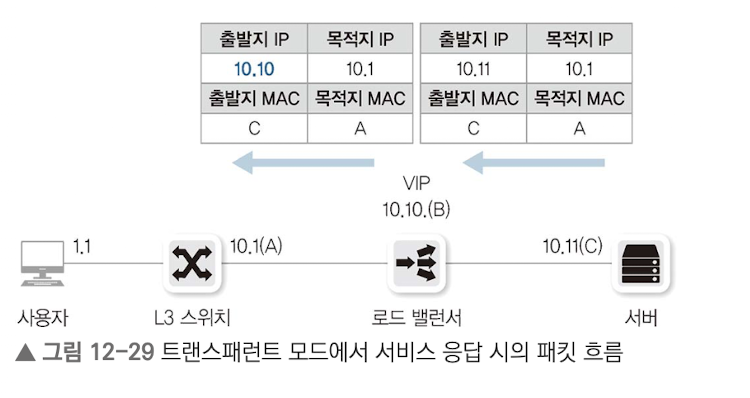 출발지 IP 목적지 IP 출발지 IP 목적지 IP
10.10 10.1 10.11 10.1
출발지 MAC 목적지 MAC 출발지 MAC 목적지 MAC
C A C A
VIP
10.10.(B)
1.1 10.1(A) 10.11(C)
사용자 L3 스위치 로드 밸런서 서버
▲ 그림 12-29 트랜스패런트 모드에서 서비스 응답 시의 패킷 흐름